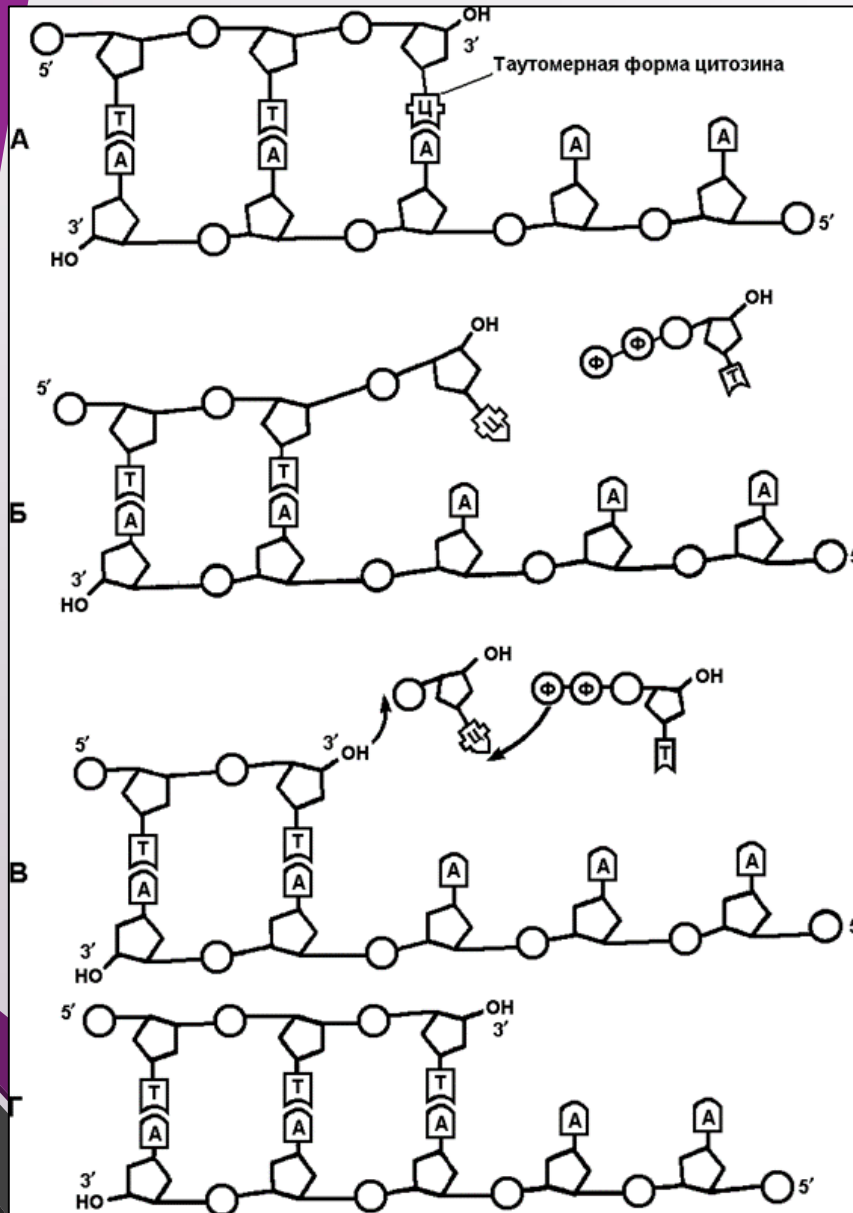 ОН
5′ 3′
Таутомерная форма цитозина
Т Т Ц
А
А А А А А
3′ 5′
НО
ОН ОН
Ф Ф Т
5′ Ц
Т Т
Б
А А А А А
3′ 5′
НО
ОН ОН
Ф Ф
5′ 3′ ОН Ц Т
Т Т
В
А А А А А
3′ 5′
НО
5′ ОН
3′
Т Т Т
Г
А А А А А
3′ 5′
НО